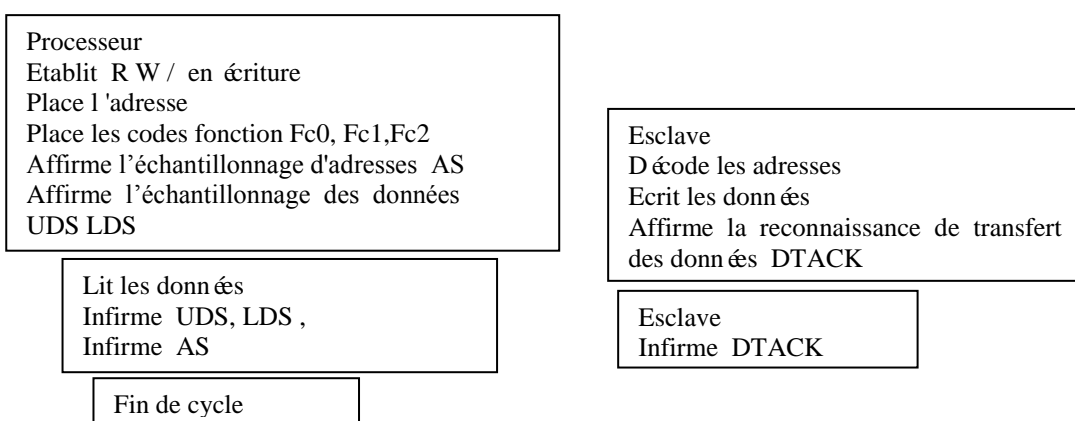 Processeur
Etablit R W / en écriture
Place l 'adresse
Place les codes fonction Fc0, Fc1,Fc2
Affirme l’échantillonnage d'adresses AS
Affirme l’échantillonnage des données
UDS LDS
Lit les donn ées
Infirme UDS, LDS ,
Infirme AS
Fin de cycle
Esclave
D écode les adresses
Ecrit les donn ées
Affirme la reconnaissance de transfert
des donn ées DTACK
Esclave
Infirme DTACK